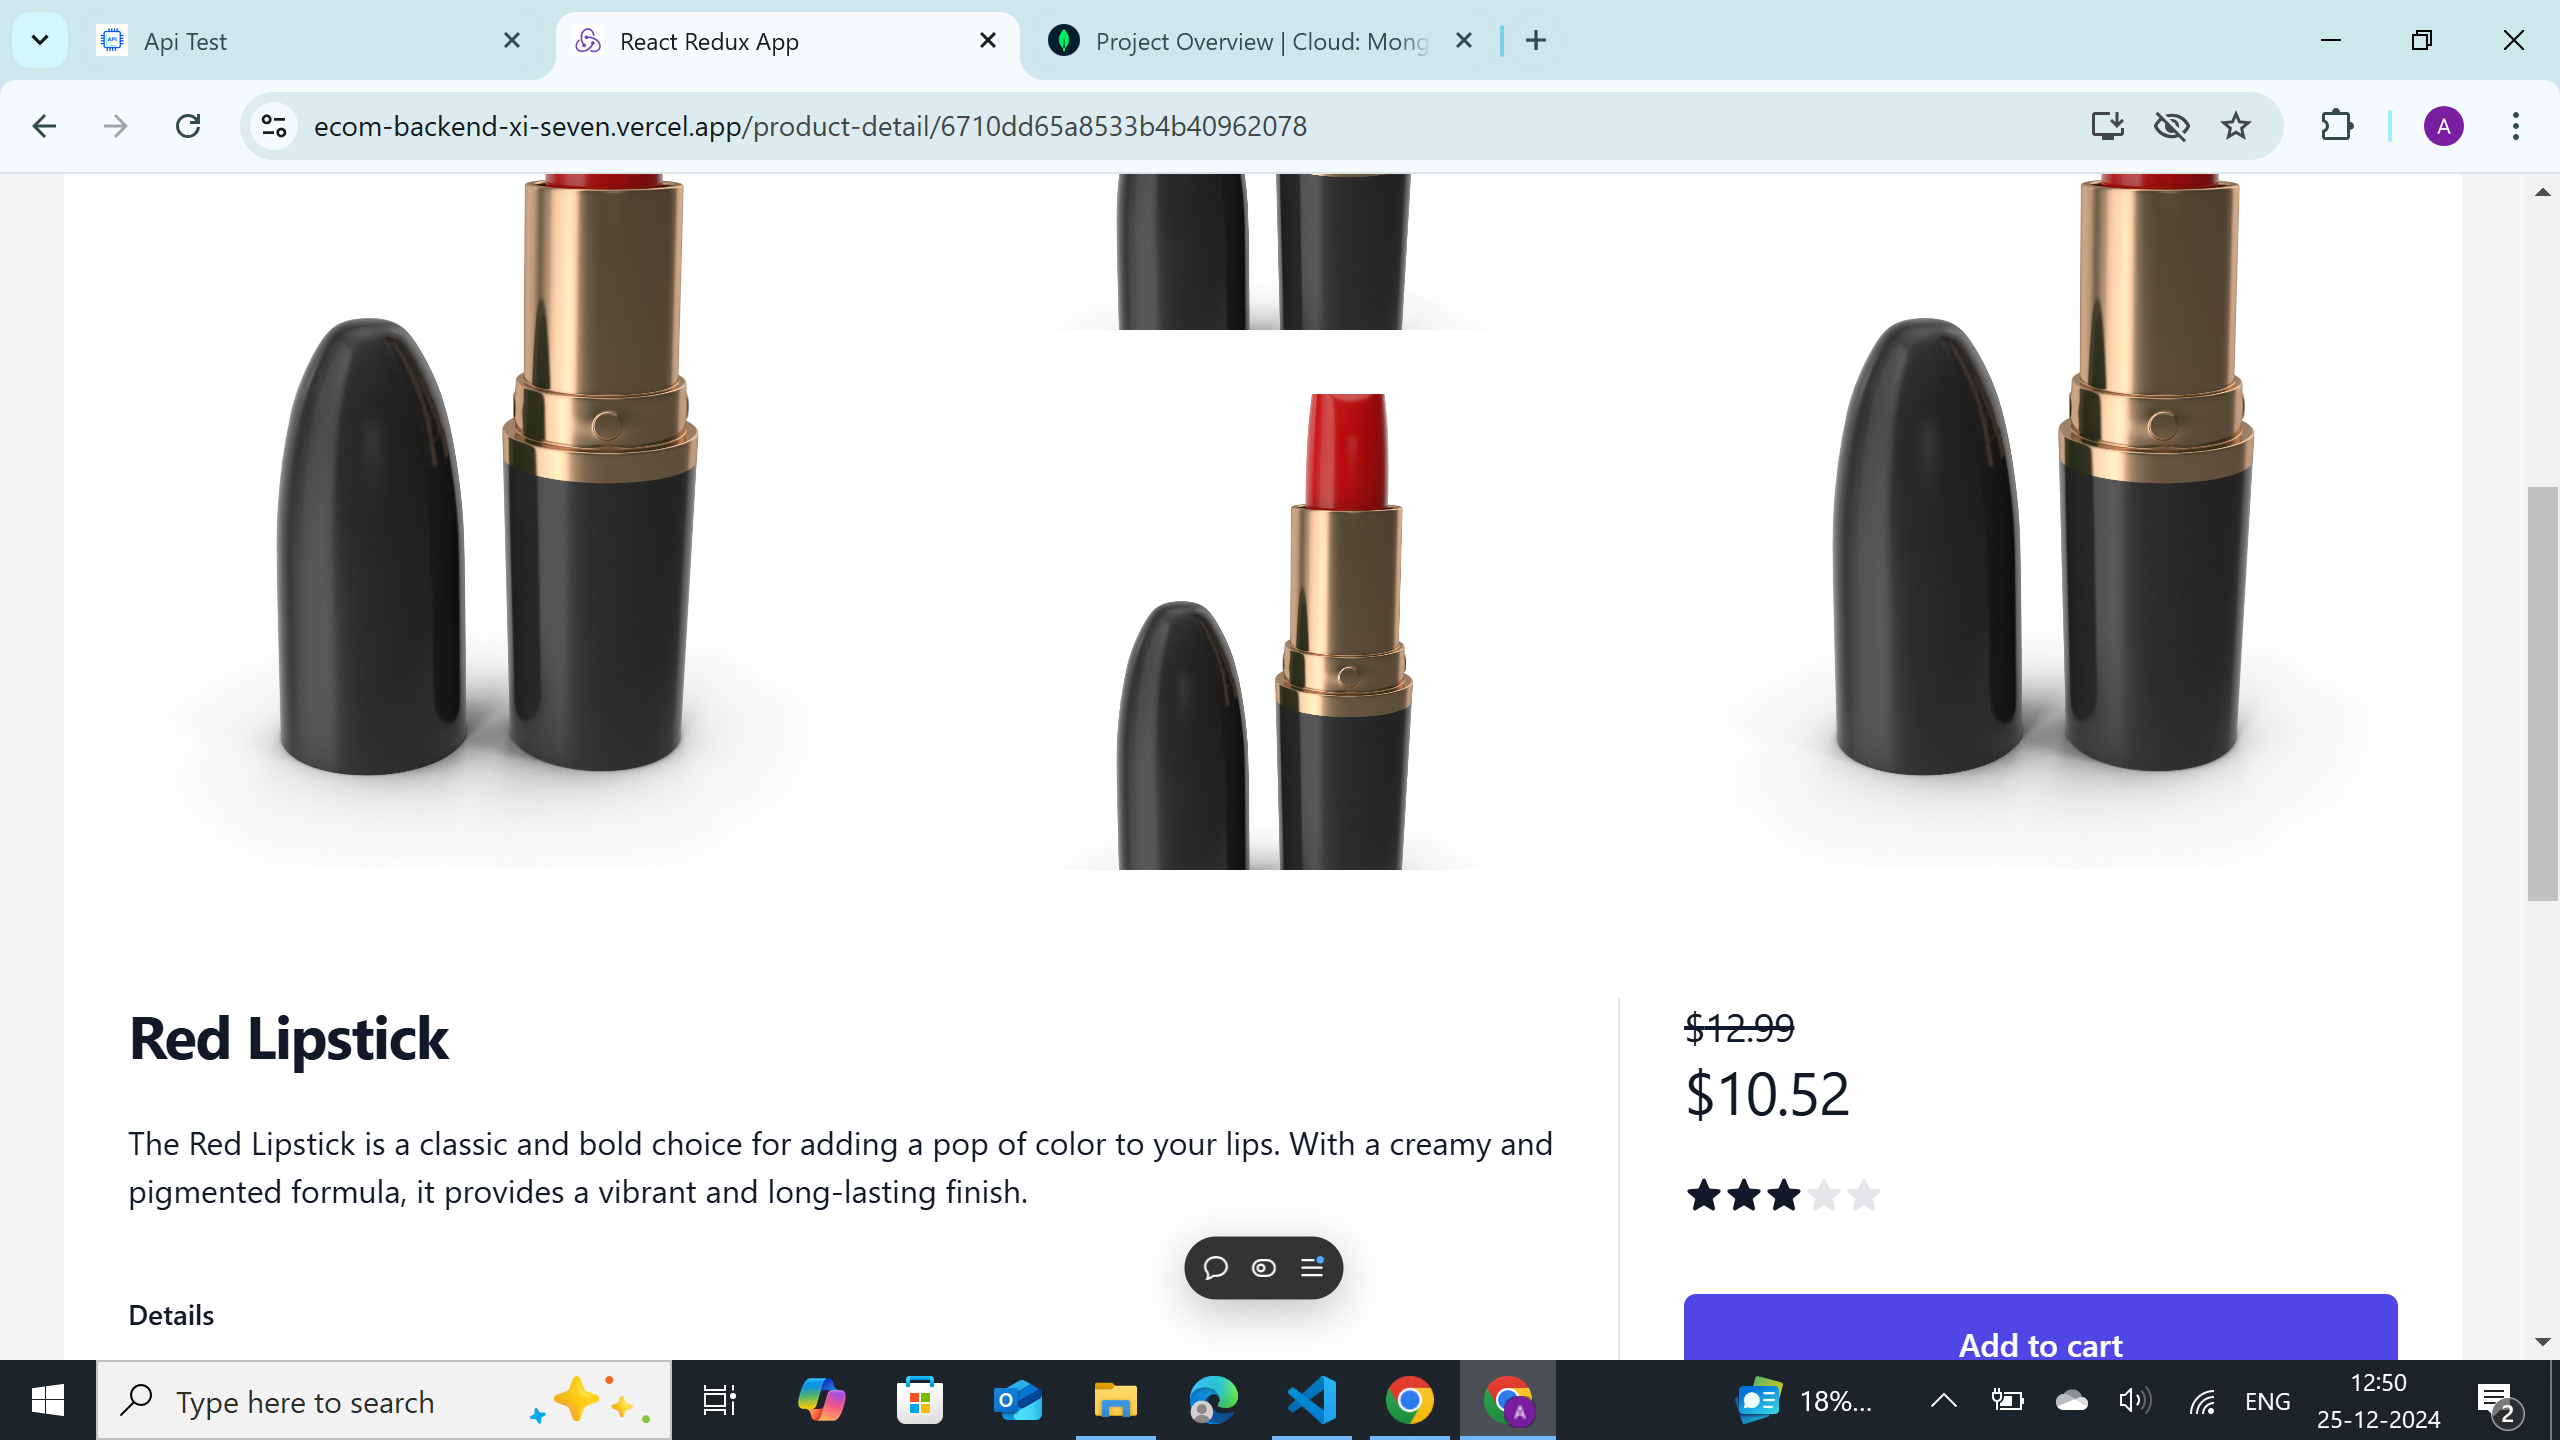 Api Test
React Redux App
Project Overview | Cloud: Mong
ecom-backend-xi-seven.vercel.app/product-detail/6710dd65a8533b4b40962078
A
Red Lipstick
The Red Lipstick is a classic and bold choice for adding a pop of color to your lips. With a creamy and
pigmented formula, it provides a vibrant and long-lasting finish.
Details
$12.99
$10.52
Add to cart
Type here to search
A
18%...
ENG
12:50
25-12-2024
2